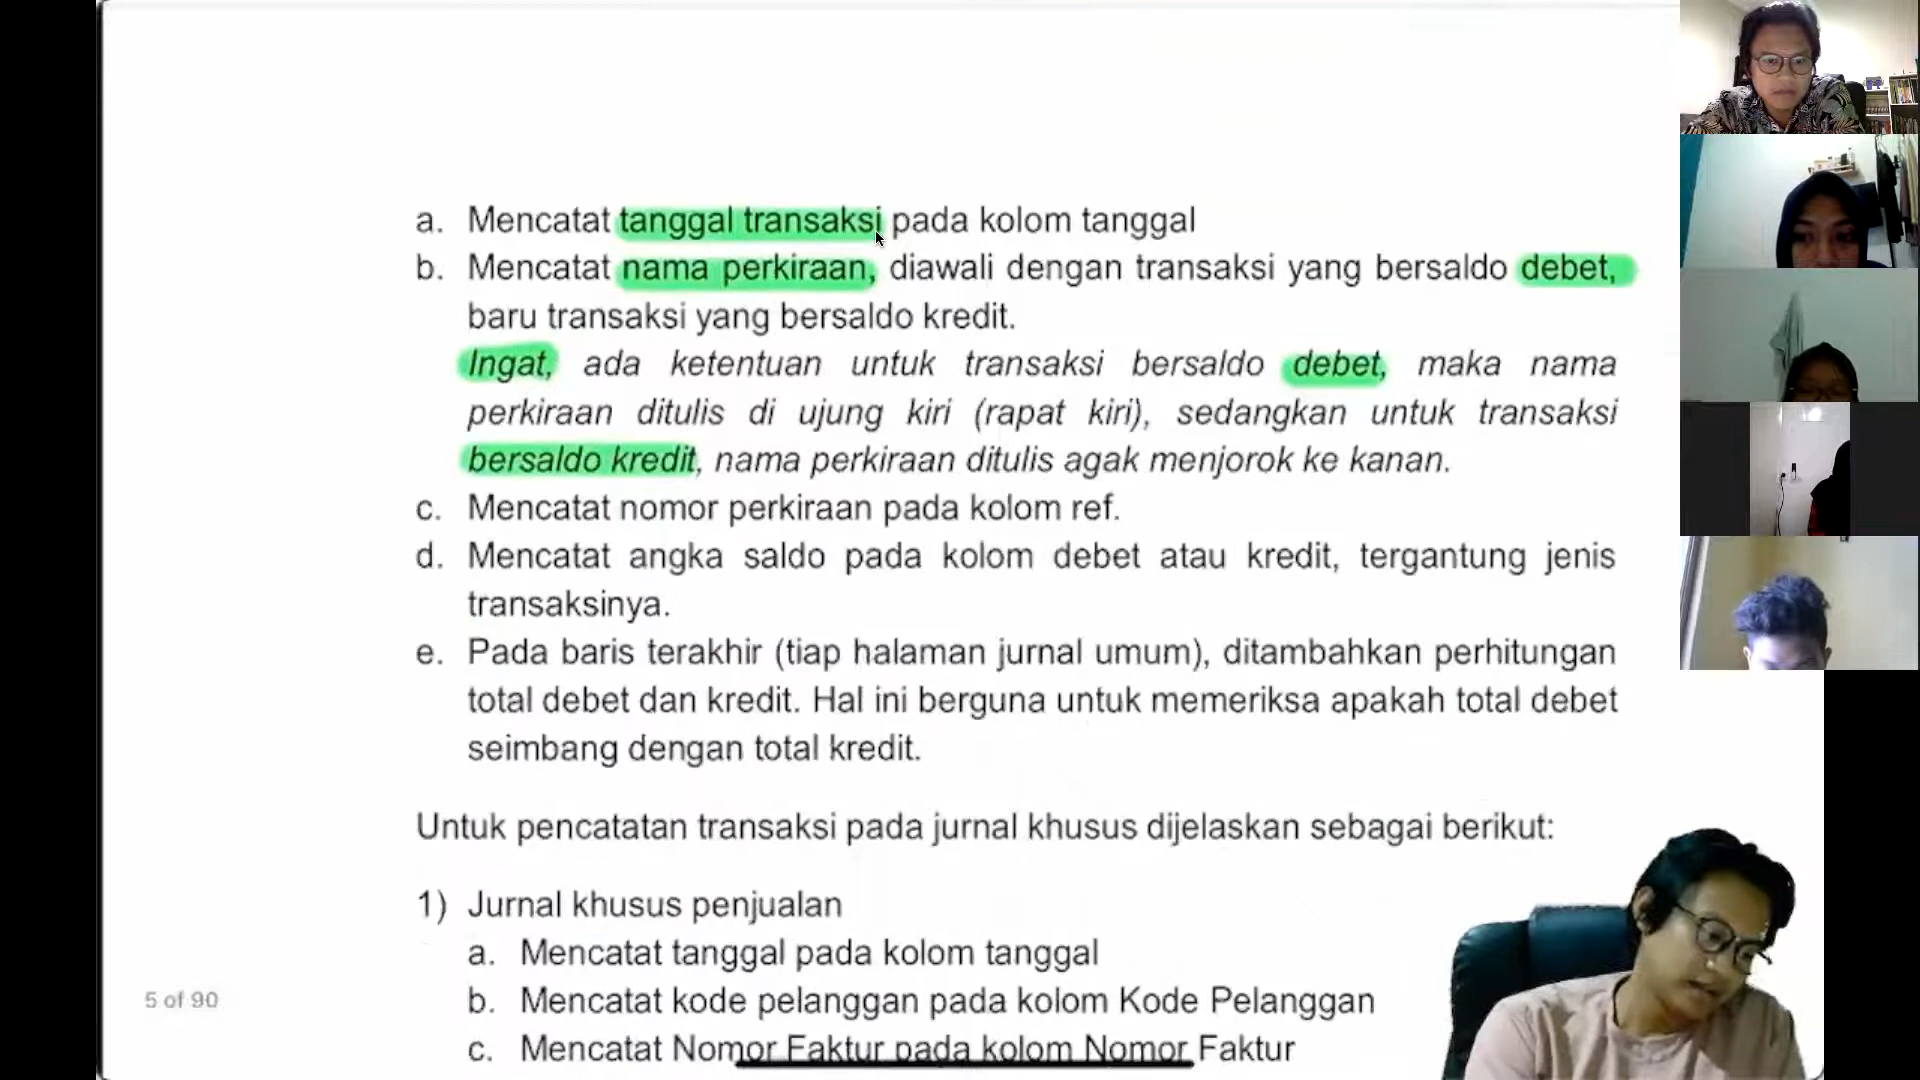 a. Mencatat tanggal transaksi pada kolom tanggal
b. Mencatat nama perkiraan, diawali dengan transaksi yang bersaldo debet,
baru transaksi yang bersaldo kredit.
Ingat, ada ketentuan untuk transaksi bersaldo debet, maka nama
perkiraan ditulis di ujung kiri (rapat kiri), sedangkan untuk transaksi
bersaldo kredit, nama perkiraan ditulis agak menjorok ke kanan.
c. Mencatat nomor perkiraan pada kolom ref.
d. Mencatat angka saldo pada kolom debet atau kredit, tergantung jenis
transaksinya.
e. Pada baris terakhir (tiap halaman jurnal umum), ditambahkan perhitungan
total debet dan kredit. Hal ini berguna untuk memeriksa apakah total debet
seimbang dengan total kredit.
Untuk pencatatan transaksi pada jurnal khusus dijelaskan sebagai berikut:
1) Jurnal khusus penjualan
a. Mencatat tanggal pada kolom tanggal
b. Mencatat kode pelanggan pada kolom Kode Pelanggan
c. Mencatat Nomor Faktur pada kolom Nomor Faktur
5 of 90